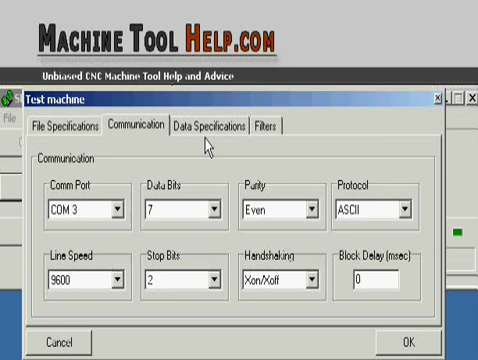 MACHINE TOOL HELP.COM
Unbiased CNC Machine Tool Help and Advice
Test machine
File
File Specifications Communication Data Specifications Filters
Communication
Comm Port Data Bits Parity Protocol
COM 3 7 Even ASCII
Line Speed Stop Bits Handshaking Block Delay (msec)
9600 2 Xon/Xoff 0
Cancel OK